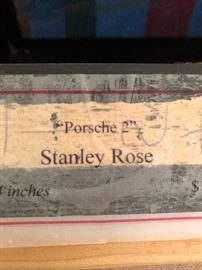 "Porsche 2"
Stanley Rose
inches $